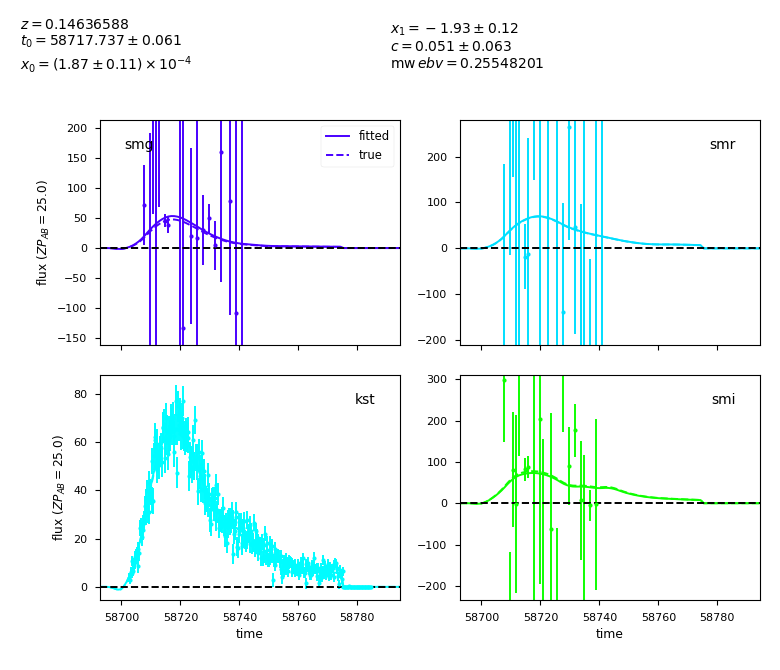 z = 0.14636588
t₀ = 58717.737 ± 0.061
x₀ = (1.87 ± 0.11) × 10⁻⁴
x₁ = −1.93 ± 0.12
c = 0.051 ± 0.063
mw ebv = 0.25548201
smg
fitted
true
200
150
100
50
0
−50
−100
−150
flux (ZP_AB = 25.0)
smr
200
100
0
−100
−200
kst
80
60
40
20
0
flux (ZP_AB = 25.0)
58700 58720 58740 58760 58780
time
smi
300
200
100
0
−100
−200
58700 58720 58740 58760 58780
time